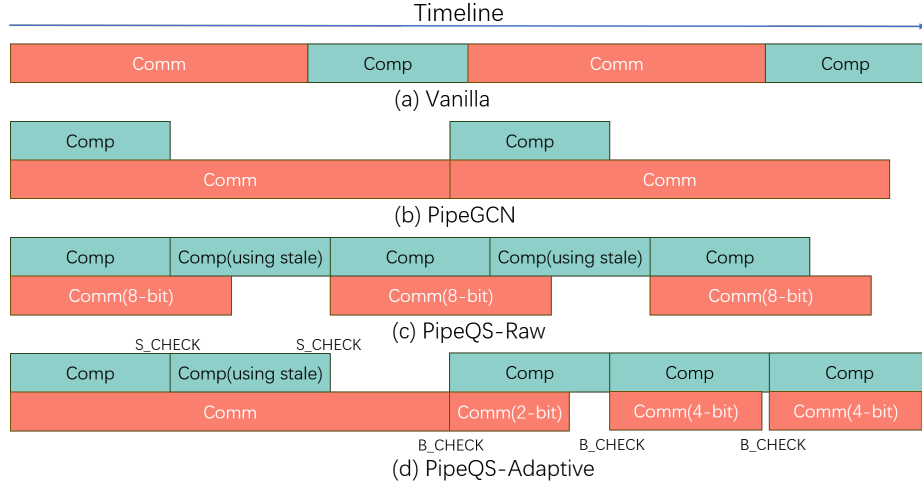 Timeline
Comm Comp Comm Comp
(a) Vanilla
Comp Comp
Comm Comm
(b) PipeGCN
Comp Comp(using stale) Comp Comp(using stale) Comp
Comm(8-bit) Comm(8-bit) Comm(8-bit)
(c) PipeQS-Raw
S_CHECK S_CHECK
Comp Comp(using stale) Comp Comp Comp
Comm Comm(2-bit) Comm(4-bit) Comm(4-bit)
B_CHECK B_CHECK B_CHECK
(d) PipeQS-Adaptive